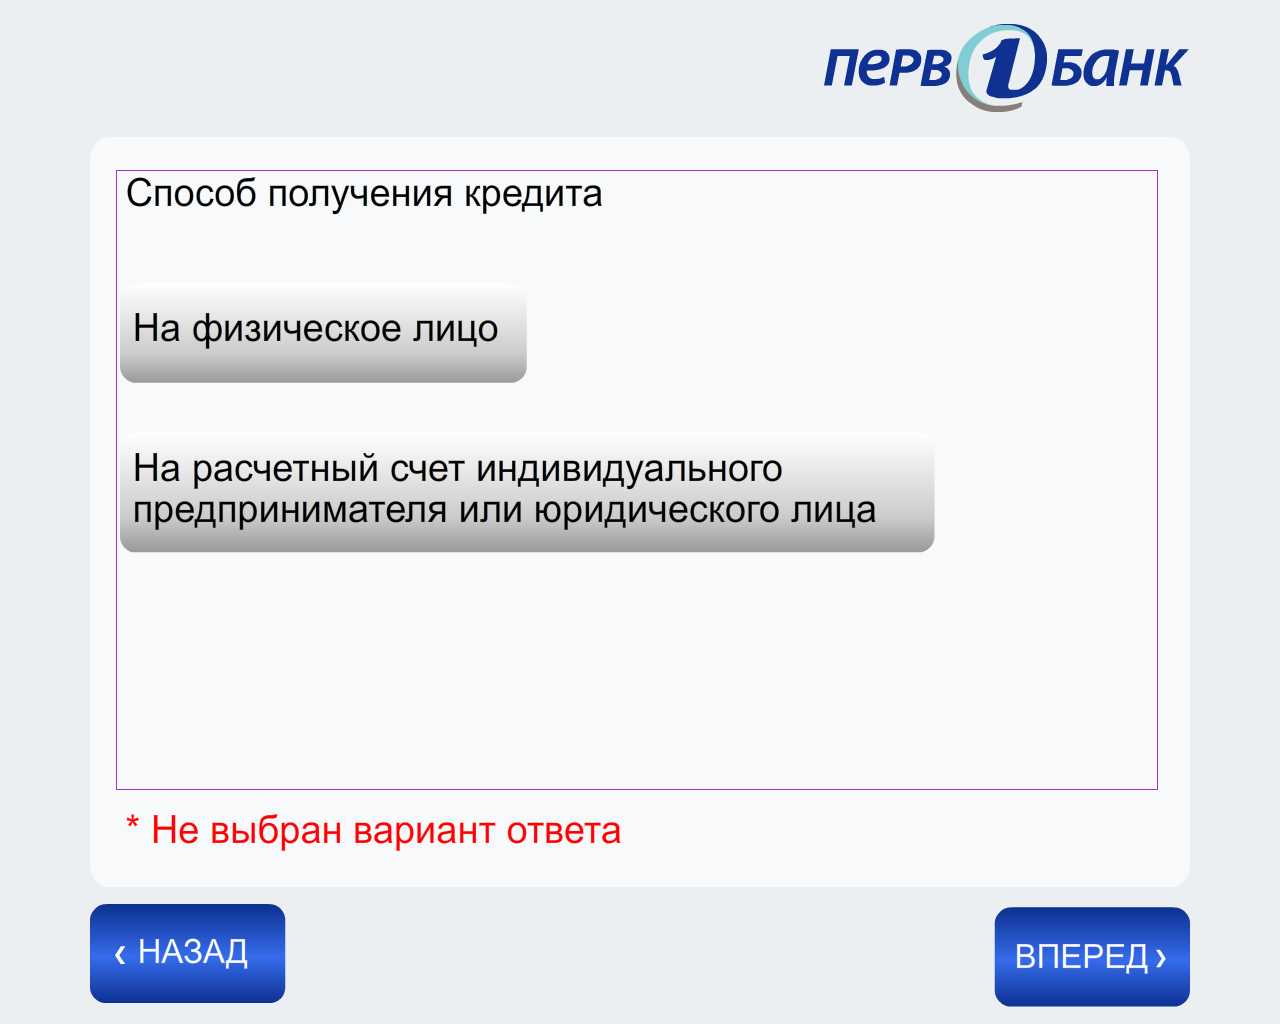 ПЕРВ1БАНК
Способ получения кредита
На физическое лицо
На расчетный счет индивидуального
предпринимателя или юридического лица
* Не выбран вариант ответа
‹ НАЗАД
ВПЕРЕД ›